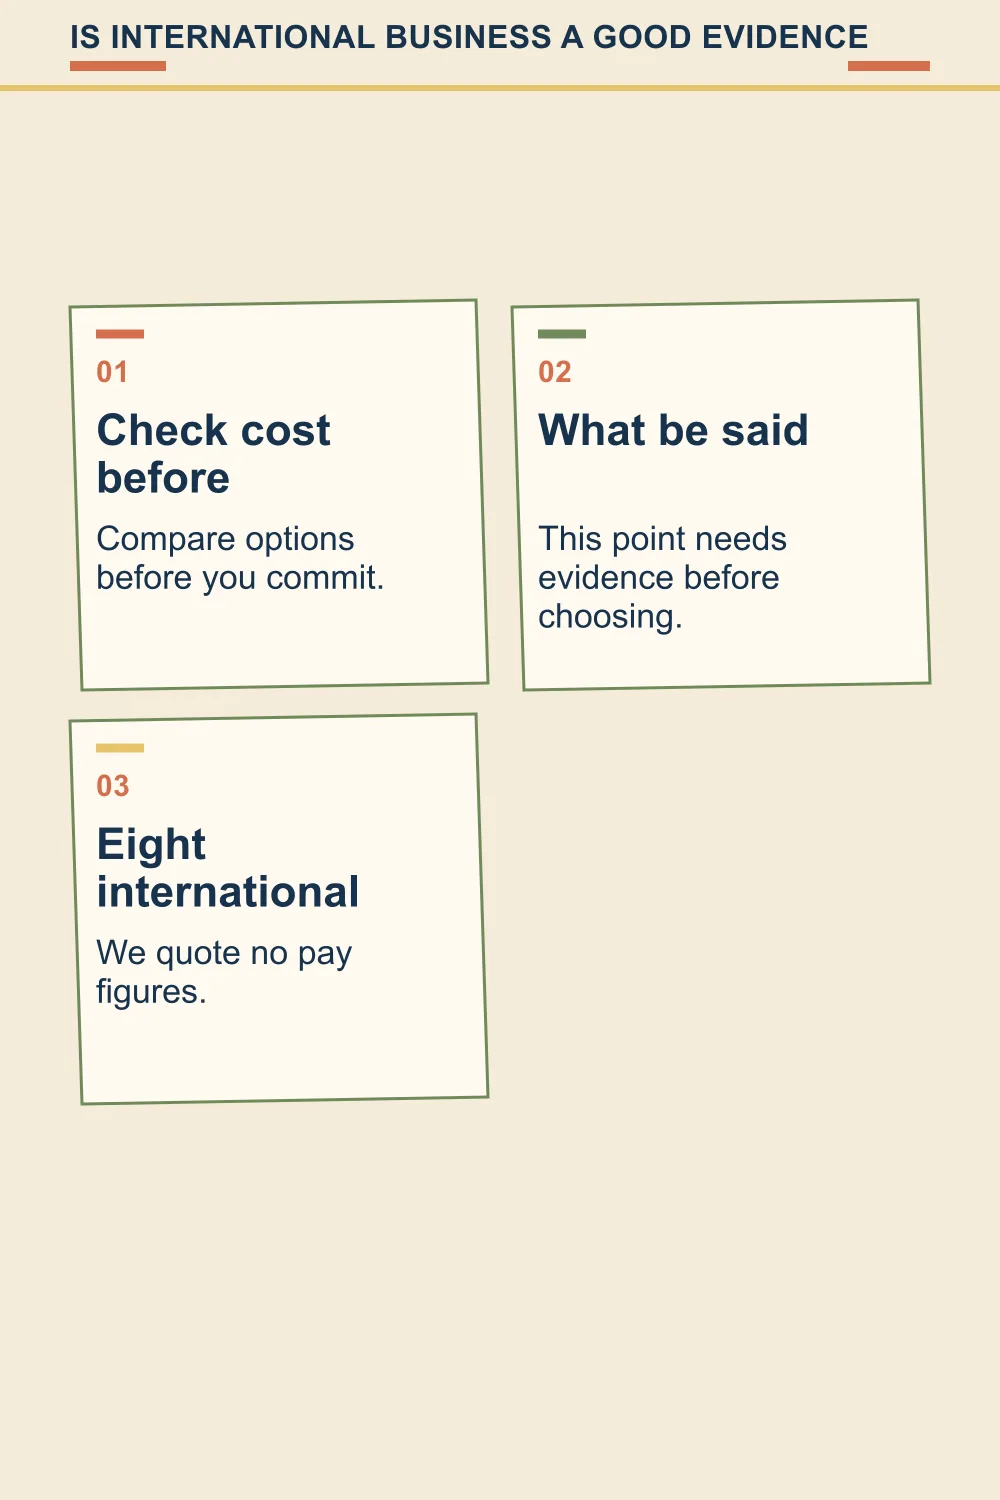 IS INTERNATIONAL BUSINESS A GOOD EVIDENCE
01
Check cost
before
Compare options
before you commit.
02
What be said
This point needs
evidence before
choosing.
03
Eight
international
We quote no pay
figures.